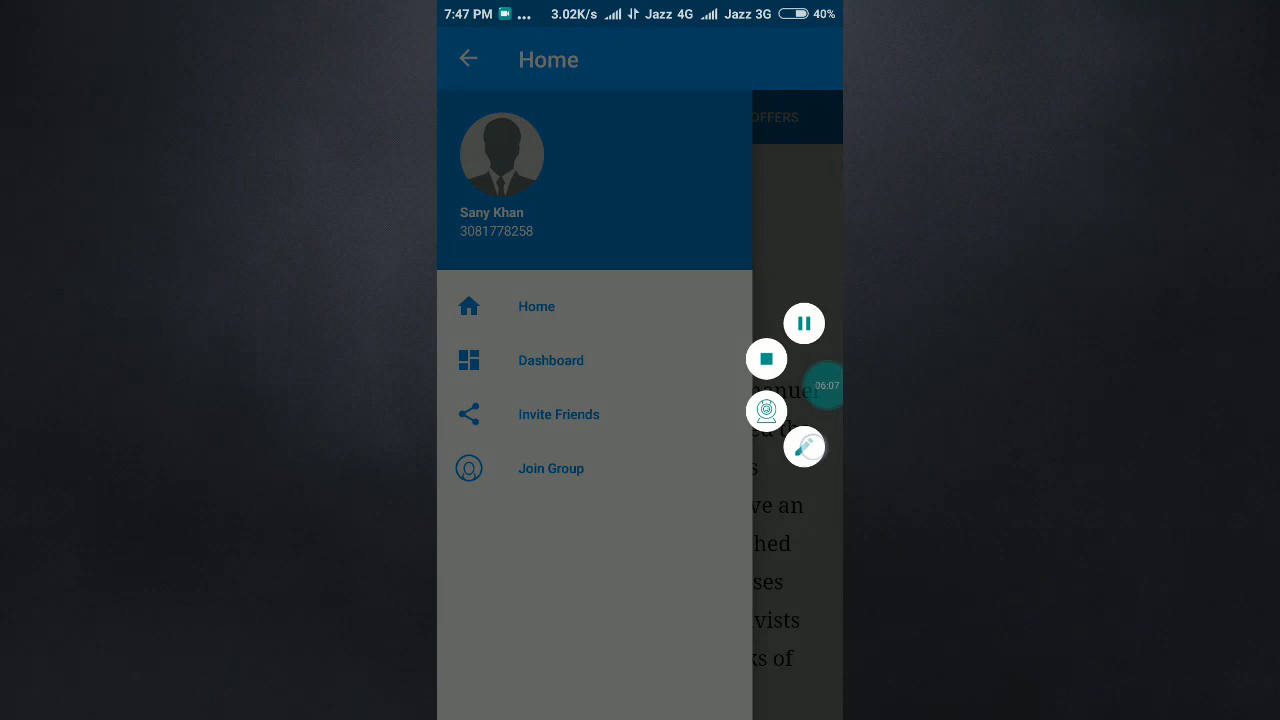 7:47 PM ... 3.02K/s Jazz 4G Jazz 3G 40%
Home
OFFERS
Sany Khan
3081778258
Home
Dashboard
Invite Friends
Join Group
06:07
ve an
hed
ses
vists
ks of